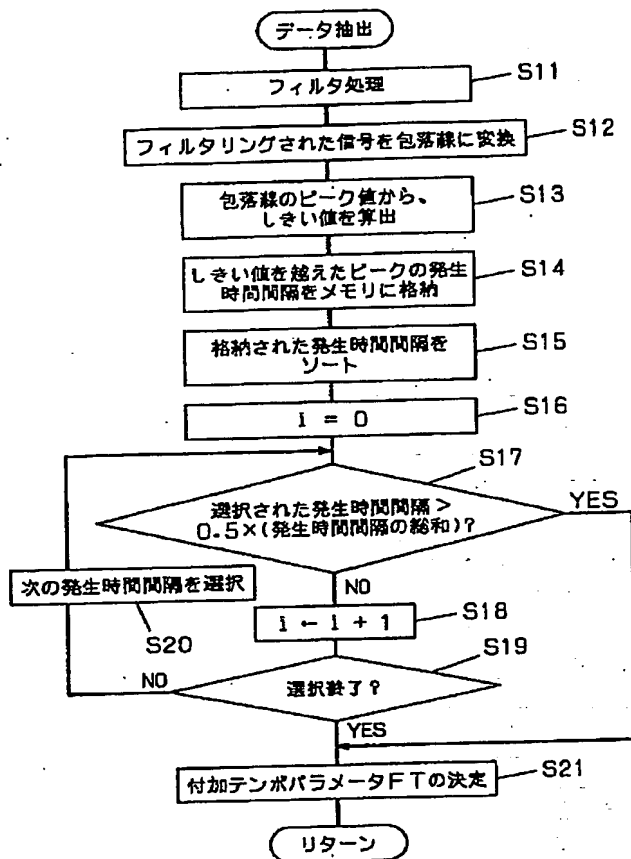 データ抽出
フィルタ処理
S11
フィルタリングされた信号を包落線に変換
S12
包落線のピーク値から、
しきい値を算出
S13
しきい値を越えたピークの発生
時間間隔をメモリに格納
S14
格納された発生時間間隔を
ソート
S15
i = 0
S16
S17
選択された発生時間間隔>
0.5×(発生時間間隔の総和)?
YES
NO
次の発生時間間隔を選択
S20
i ← i + 1
S18
S19
選択終了?
NO
YES
付加テンポパラメータFTの決定
S21
リターン